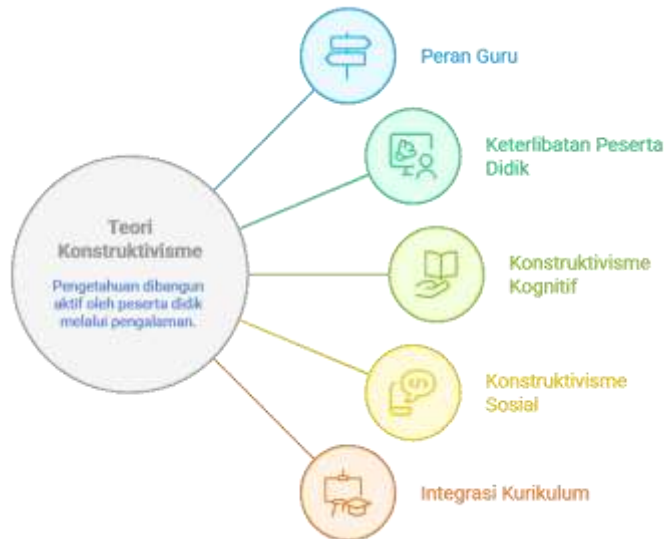 Peran Guru
Keterlibatan Peserta
Didik
Teori
Konstruktivisme
Pengetahuan dibangun
aktif oleh peserta didik
melalui pengalaman.
Konstruktivisme
Kognitif
Konstruktivisme
Sosial
Integrasi Kurikulum